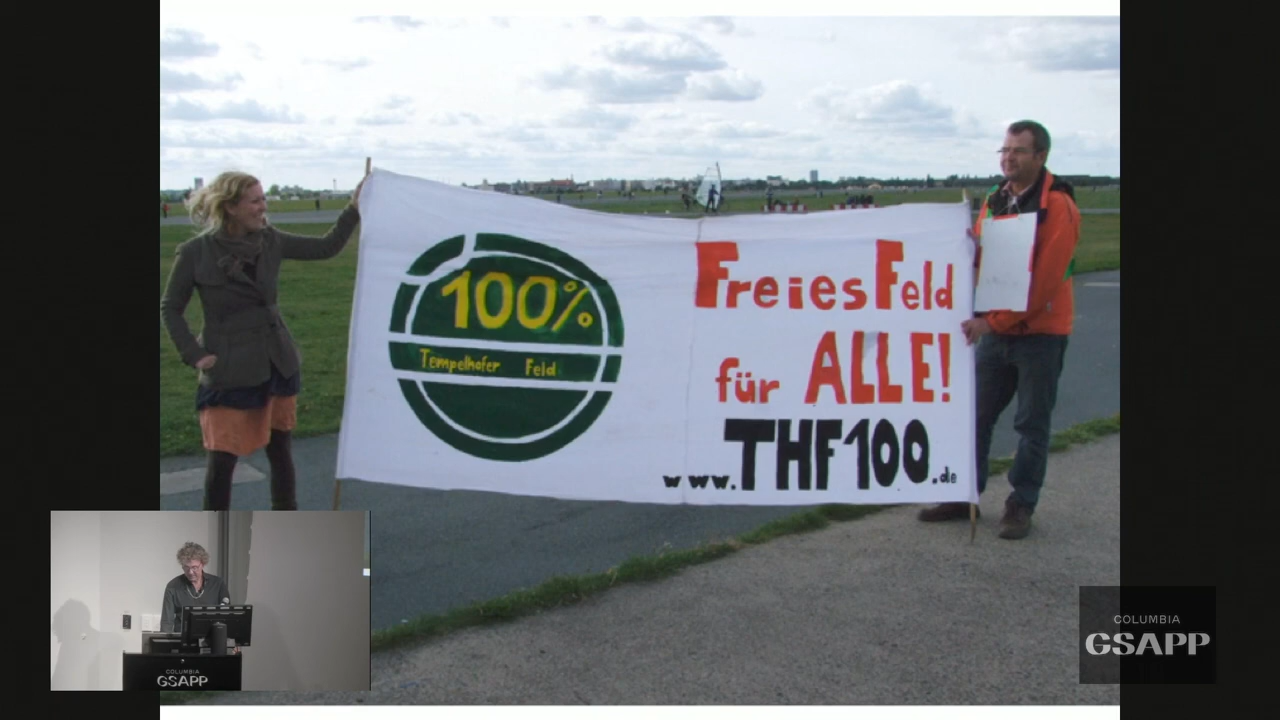 100%
Tempelhofer Feld
Freies Feld
für ALLE!
www.THF100.de
COLUMBIA
GSAPP
COLUMBIA
GSAPP